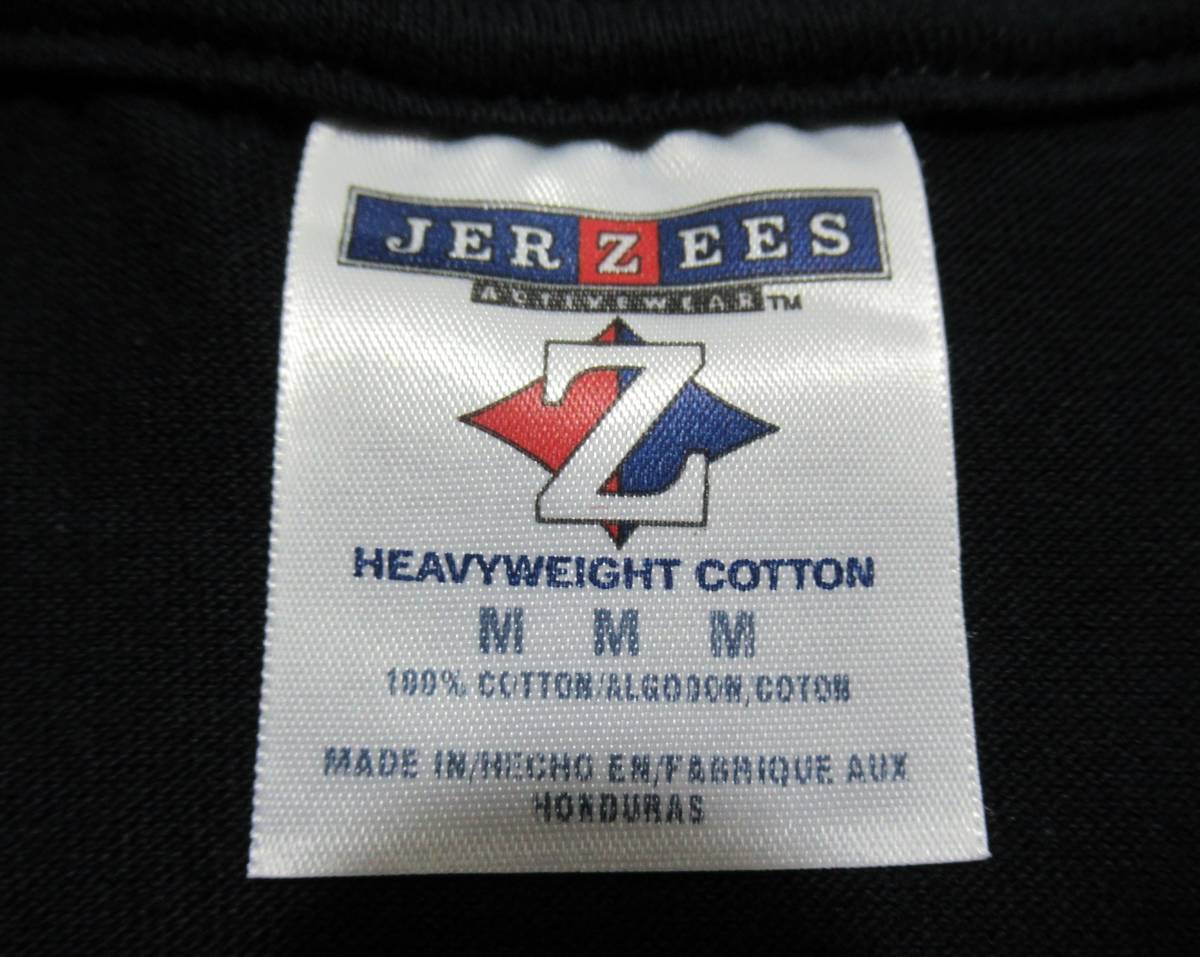 JERZEES
ACTIVEWEAR™
Z
HEAVYWEIGHT COTTON
M M M
100% COTTON/ALGODON,COTON
MADE IN/HECHO EN/FABRIQUE AUX
HONDURAS